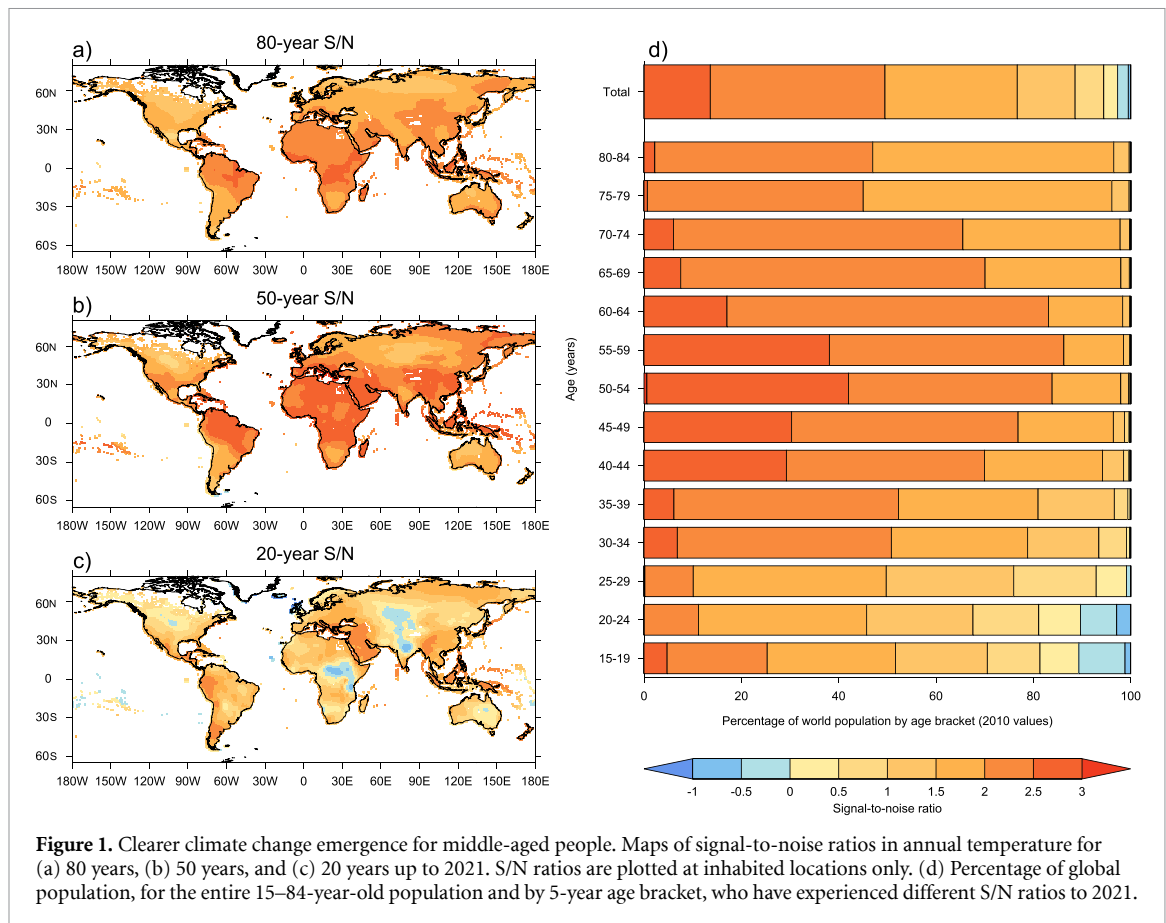 a)
80-year S/N
60N
30N
0
30S
60S
180W 150W 120W 90W 60W 30W 0 30E 60E 90E 120E 150E 180E
b)
50-year S/N
60N
30N
0
30S
60S
180W 150W 120W 90W 60W 30W 0 30E 60E 90E 120E 150E 180E
c)
20-year S/N
60N
30N
0
30S
60S
180W 150W 120W 90W 60W 30W 0 30E 60E 90E 120E 150E 180E
d)
Age (years)
Total
80-84
75-79
70-74
65-69
60-64
55-59
50-54
45-49
40-44
35-39
30-34
25-29
20-24
15-19
0 20 40 60 80 100
Percentage of world population by age bracket (2010 values)
-1 -0.5 0 0.5 1 1.5 2 2.5 3
Signal-to-noise ratio
Figure 1. Clearer climate change emergence for middle-aged people. Maps of signal-to-noise ratios in annual temperature for
(a) 80 years, (b) 50 years, and (c) 20 years up to 2021. S/N ratios are plotted at inhabited locations only. (d) Percentage of global
population, for the entire 15–84-year-old population and by 5-year age bracket, who have experienced different S/N ratios to 2021.